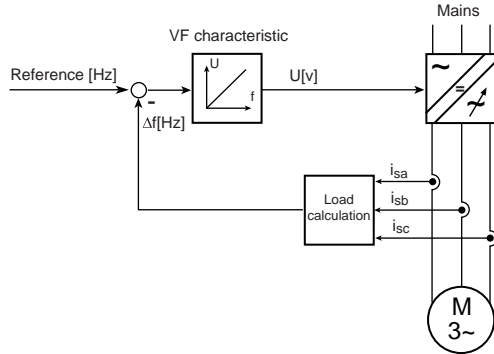 Mains
VF characteristic
Reference [Hz]
-
Δf[Hz]
U
f
U[v]
~
=
~
Load
calculation
isa
isb
isc
M
3~